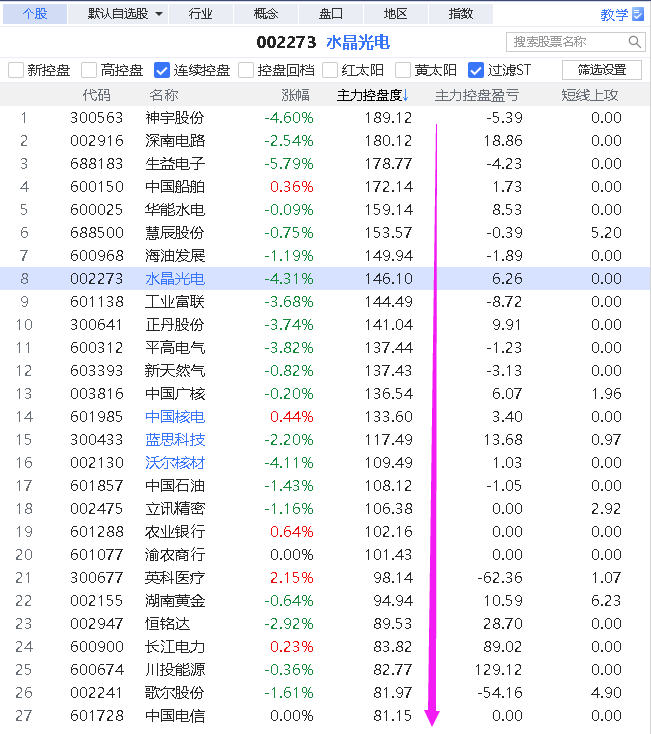 个股 默认自选股 行业 概念 盘口 地区 指数 教学
002273 水晶光电 搜索股票名称
新控盘 高控盘 连续控盘 控盘回档 红太阳 黄太阳 过滤ST 筛选设置
代码 名称 涨幅 主力控盘度↓ 主力控盘盈亏 短线上攻
1 300563 神宇股份 -4.60% 189.12 -5.39 0.00
2 002916 深南电路 -2.54% 180.12 18.86 0.00
3 688183 生益电子 -5.79% 178.77 -4.23 0.00
4 600150 中国船舶 0.36% 172.14 1.73 0.00
5 600025 华能水电 -0.09% 159.14 8.53 0.00
6 688500 慧辰股份 -0.75% 153.57 -0.39 5.20
7 600968 海油发展 -1.19% 149.94 -1.89 0.00
8 002273 水晶光电 -4.31% 146.10 6.26 0.00
9 601138 工业富联 -3.68% 144.49 -8.72 0.00
10 300641 正丹股份 -3.74% 141.04 9.91 0.00
11 600312 平高电气 -3.82% 137.44 -1.23 0.00
12 603393 新天然气 -0.82% 137.43 -3.13 0.00
13 003816 中国广核 -0.20% 136.54 6.07 1.96
14 601985 中国核电 0.44% 133.60 3.40 0.00
15 300433 蓝思科技 -2.20% 117.49 13.68 0.97
16 002130 沃尔核材 -4.11% 109.49 1.03 0.00
17 601857 中国石油 -1.43% 108.12 -1.05 0.00
18 002475 立讯精密 -1.16% 106.38 0.00 2.92
19 601288 农业银行 0.64% 102.16 0.00 0.00
20 601077 渝农商行 0.00% 101.43 0.00 0.00
21 300677 英科医疗 2.15% 98.14 -62.36 1.07
22 002155 湖南黄金 -0.64% 94.94 10.59 6.23
23 002947 恒铭达 -2.92% 89.53 28.70 0.00
24 600900 长江电力 0.23% 83.82 89.02 0.00
25 600674 川投能源 -0.36% 82.77 129.12 0.00
26 002241 歌尔股份 -1.61% 81.97 -54.16 4.90
27 601728 中国电信 0.00% 81.15 0.00 0.00